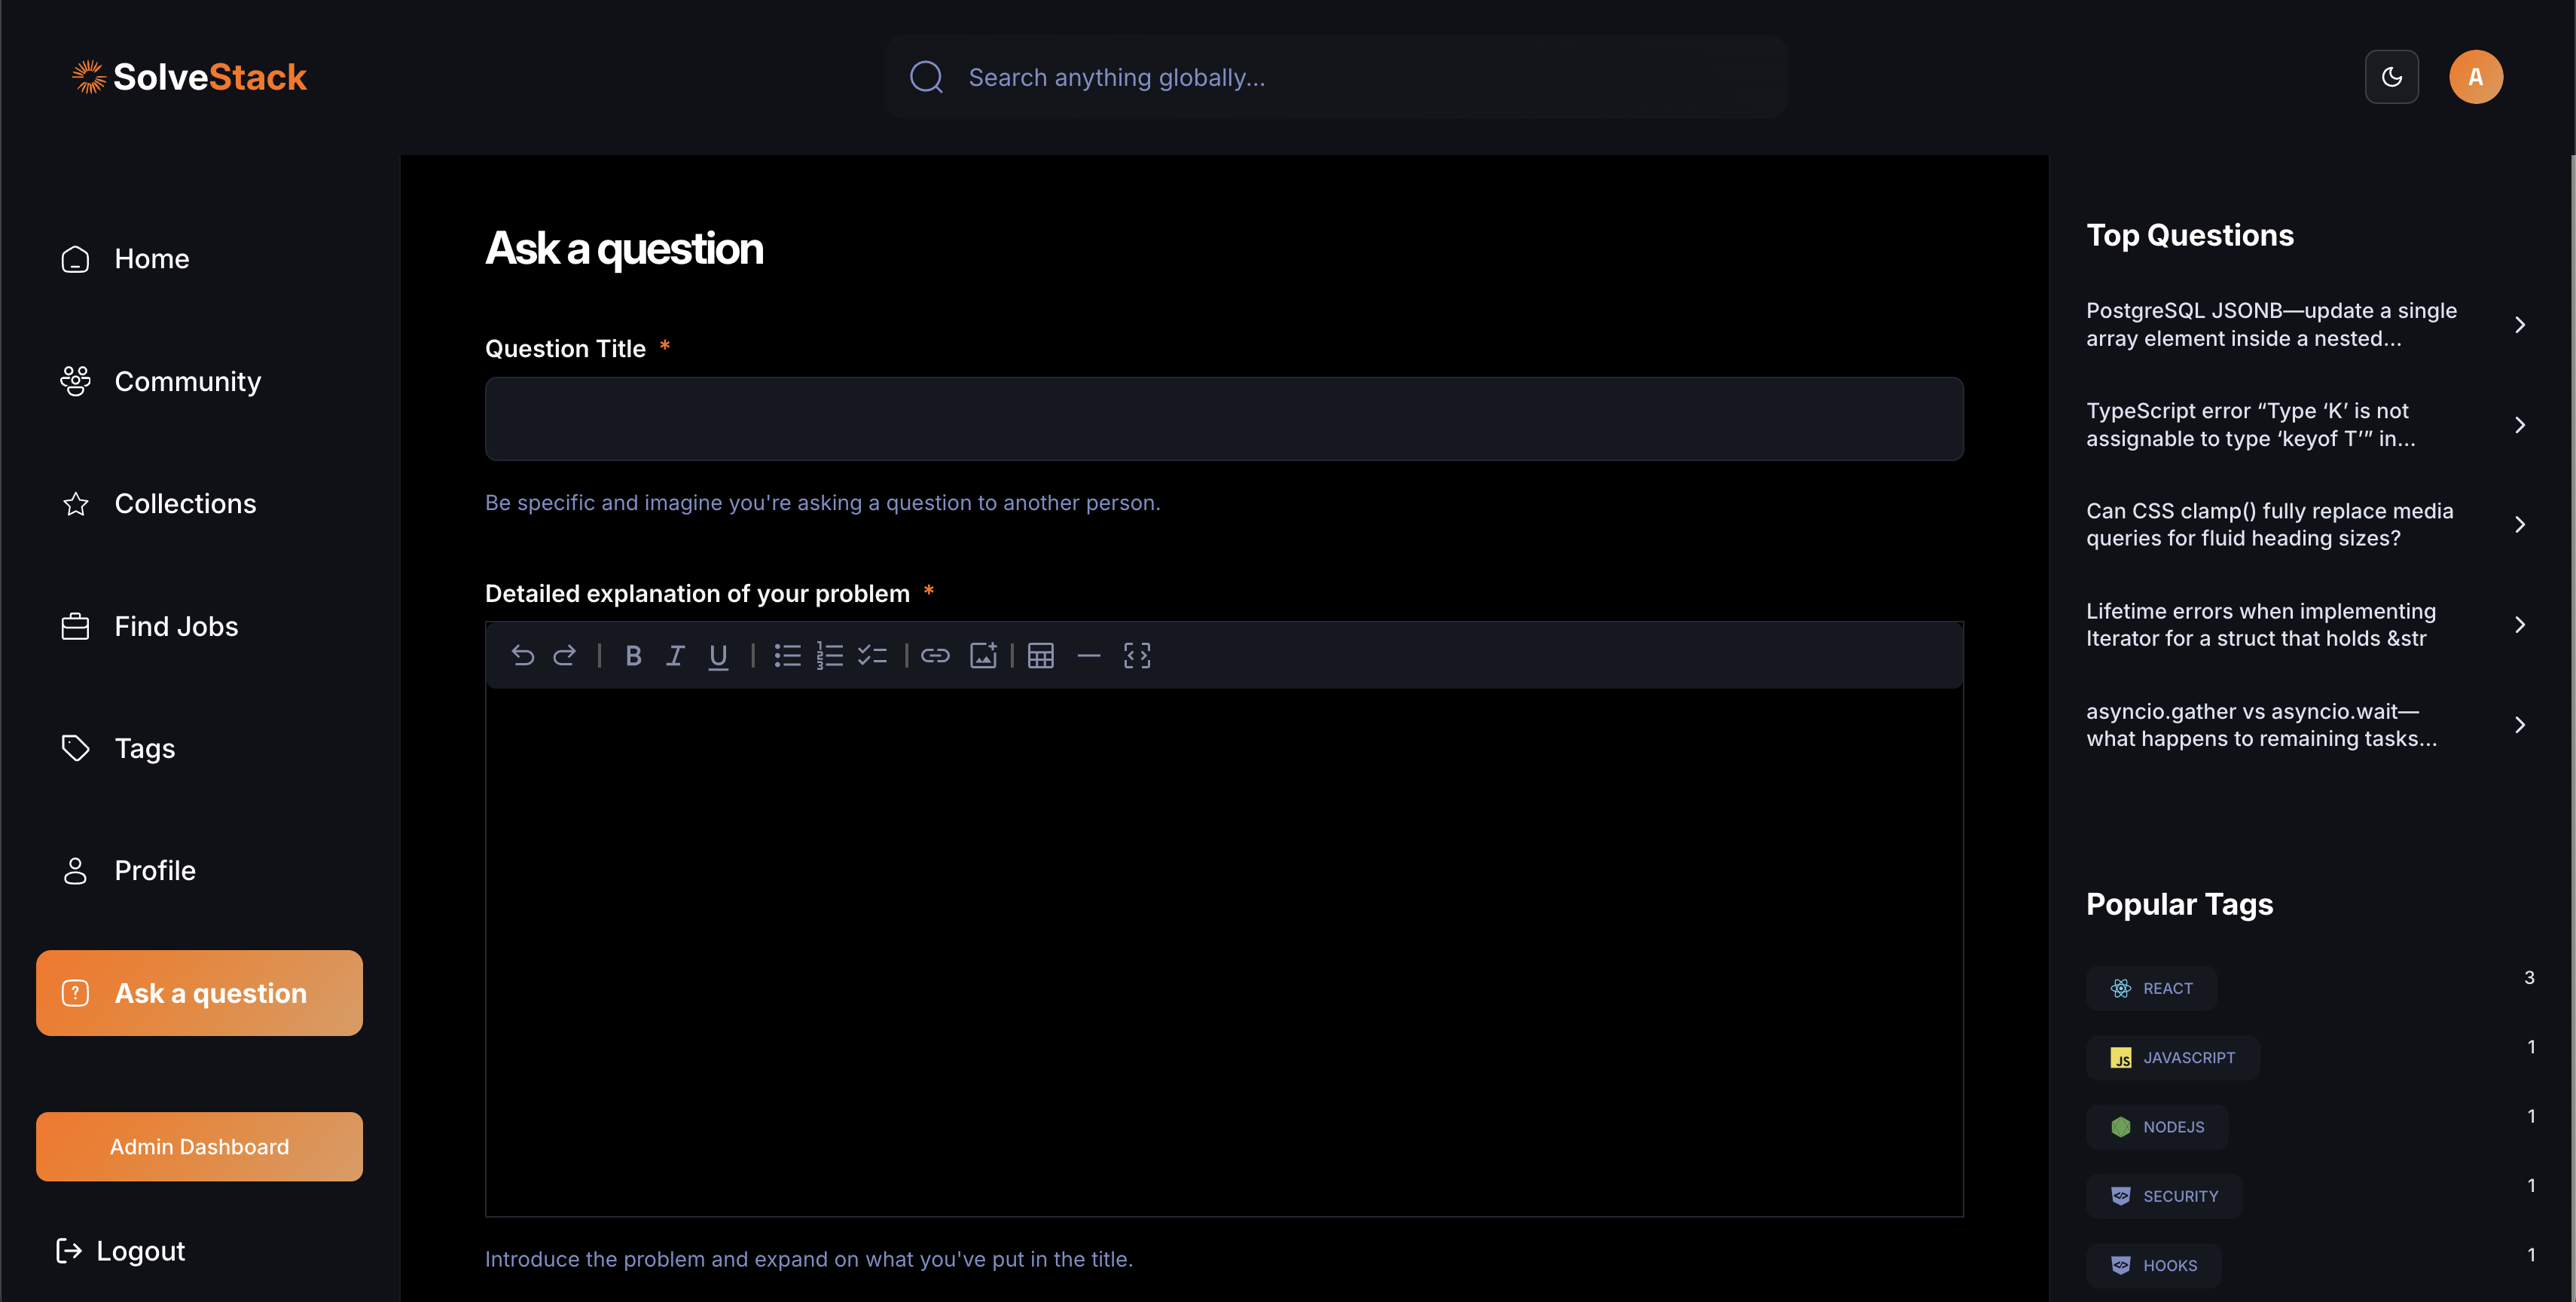 SolveStack
Search anything globally...
A
Home
Community
Collections
Find Jobs
Tags
Profile
Ask a question
Admin Dashboard
Logout
Ask a question
Question Title *
Be specific and imagine you're asking a question to another person.
Detailed explanation of your problem *
B I U
Introduce the problem and expand on what you've put in the title.
Top Questions
PostgreSQL JSONB—update a single
array element inside a nested...
TypeScript error “Type ‘K’ is not
assignable to type ‘keyof T’” in...
Can CSS clamp() fully replace media
queries for fluid heading sizes?
Lifetime errors when implementing
Iterator for a struct that holds &str
asyncio.gather vs asyncio.wait—
what happens to remaining tasks...
Popular Tags
REACT 3
JS JAVASCRIPT 1
NODEJS 1
SECURITY 1
HOOKS 1